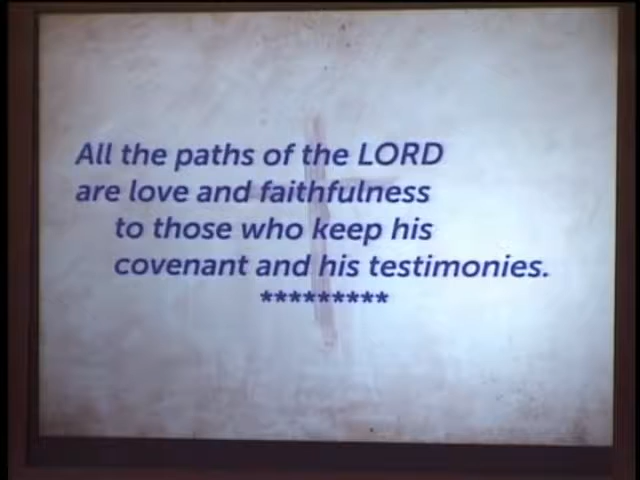 All the paths of the LORD
are love and faithfulness
to those who keep his
covenant and his testimonies.
*********